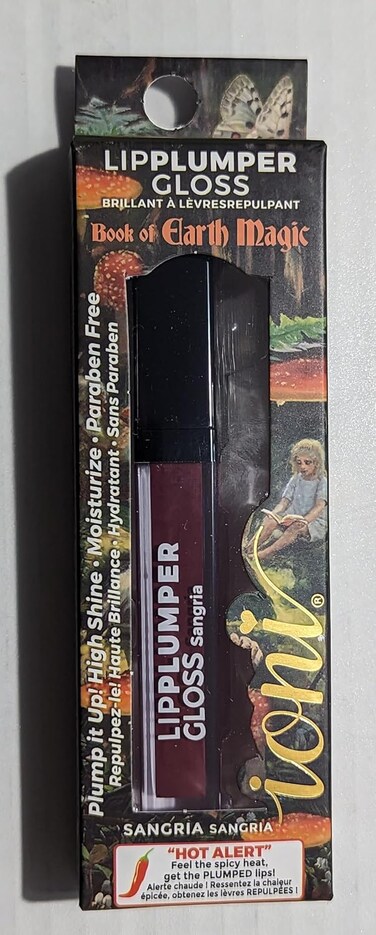 LIPPLUMPER
GLOSS
BRILLANT À LÈVRESREPULPANT
Book of Earth Magic
Plump it Up! High Shine • Moisturize • Paraben Free
Repulpez-le! Haute Brillance • Hydratant • Sans Paraben
LIPPLUMPER
GLOSS Sangria
ioni®
SANGRIA SANGRIA
"HOT ALERT"
Feel the spicy heat,
get the PLUMPED lips!
Alerte chaude ! Ressentez la chaleur
épicée, obtenez les lèvres REPULPÉES !